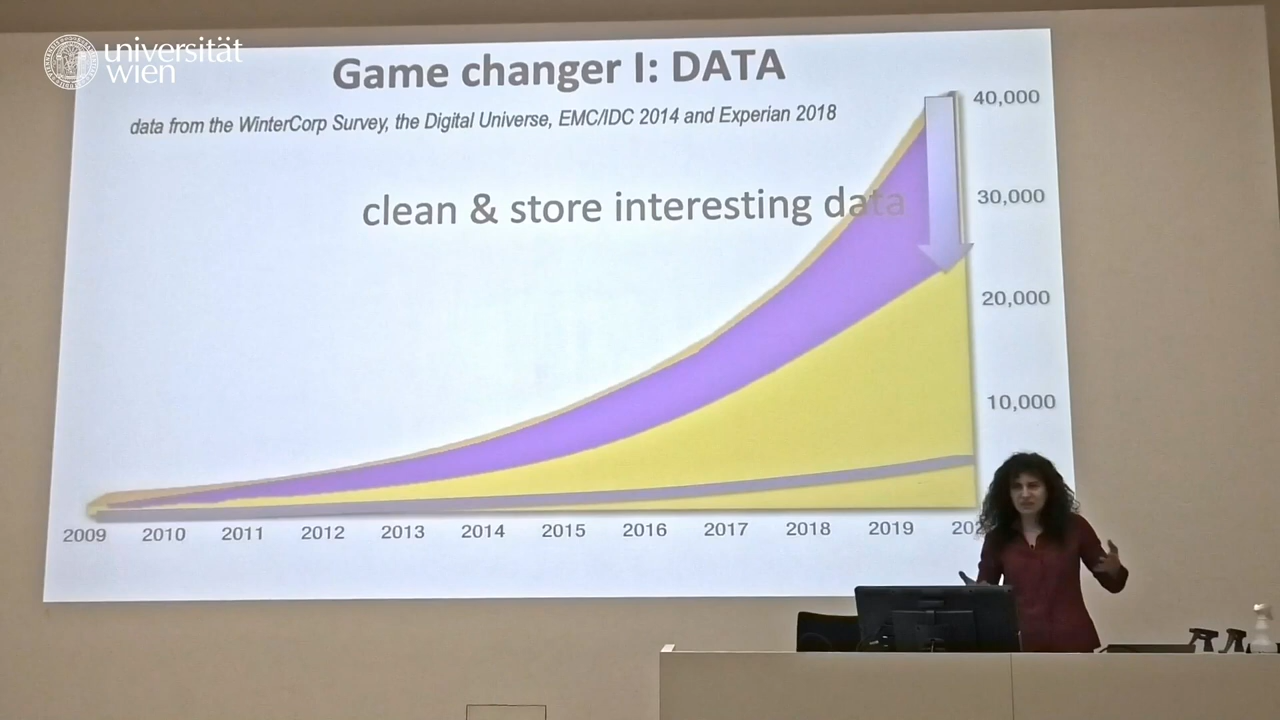 universität
wien
Game changer I: DATA
data from the WinterCorp Survey, the Digital Universe, EMC/IDC 2014 and Experian 2018
clean & store interesting data
40,000
30,000
20,000
10,000
2009 2010 2011 2012 2013 2014 2015 2016 2017 2018 2019 202